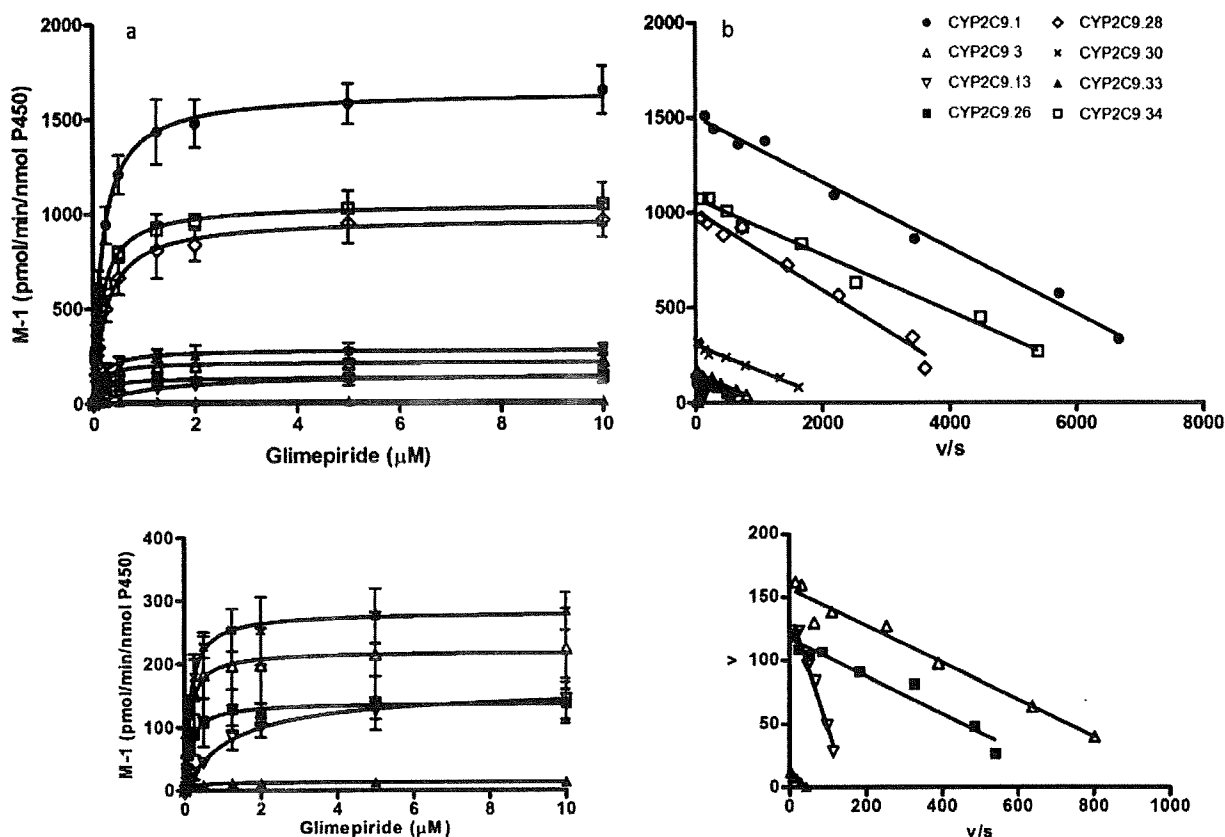 a
2000
1500
1000
500
0
0 2 4 6 8 10
M-1 (pmol/min/nmol P450)
Glimepiride (µM)
b
2000
1500
1000
500
0
0 2000 4000 6000 8000
v/s
CYP2C9.1
CYP2C9 3
CYP2C9.13
CYP2C9.26
CYP2C9.28
CYP2C9.30
CYP2C9.33
CYP2C9.34
400
300
200
100
0
0 2 4 6 8 10
M-1 (pmol/min/nmol P450)
Glimepiride (µM)
200
150
100
50
0
0 200 400 600 800 1000
v
v/s